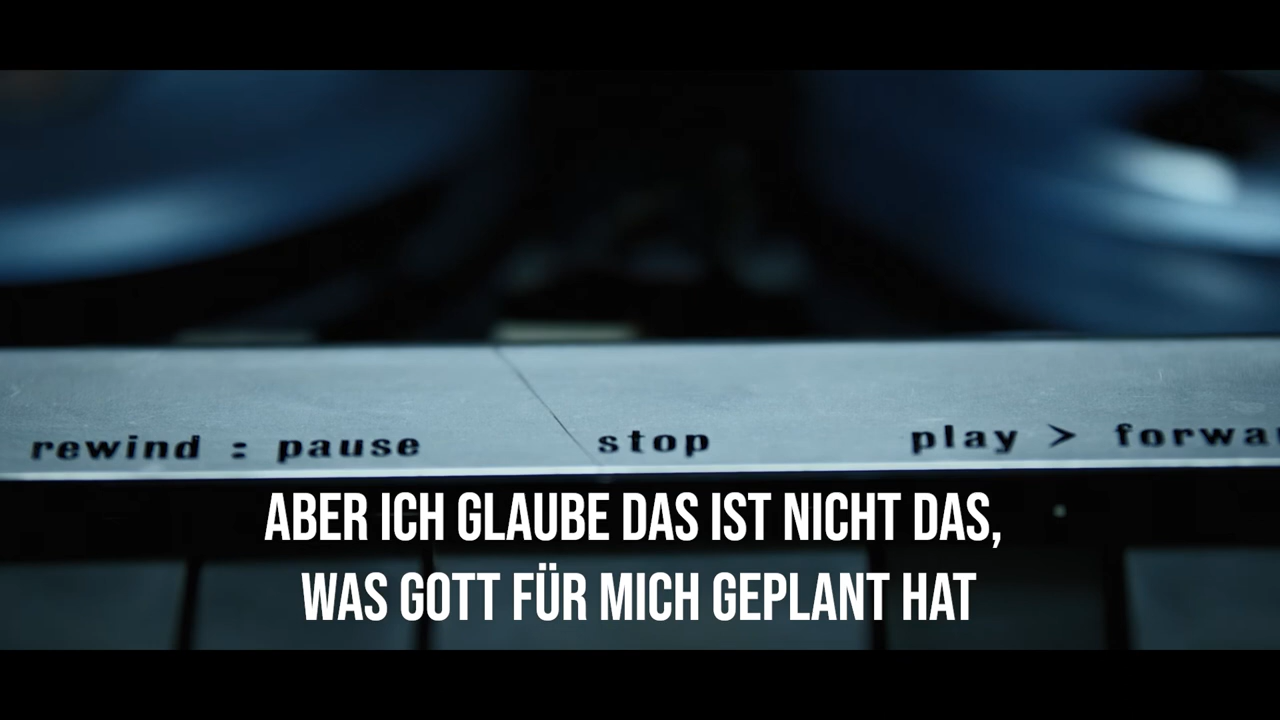 rewind : pause stop play > forwa
ABER ICH GLAUBE DAS IST NICHT DAS,
WAS GOTT FÜR MICH GEPLANT HAT